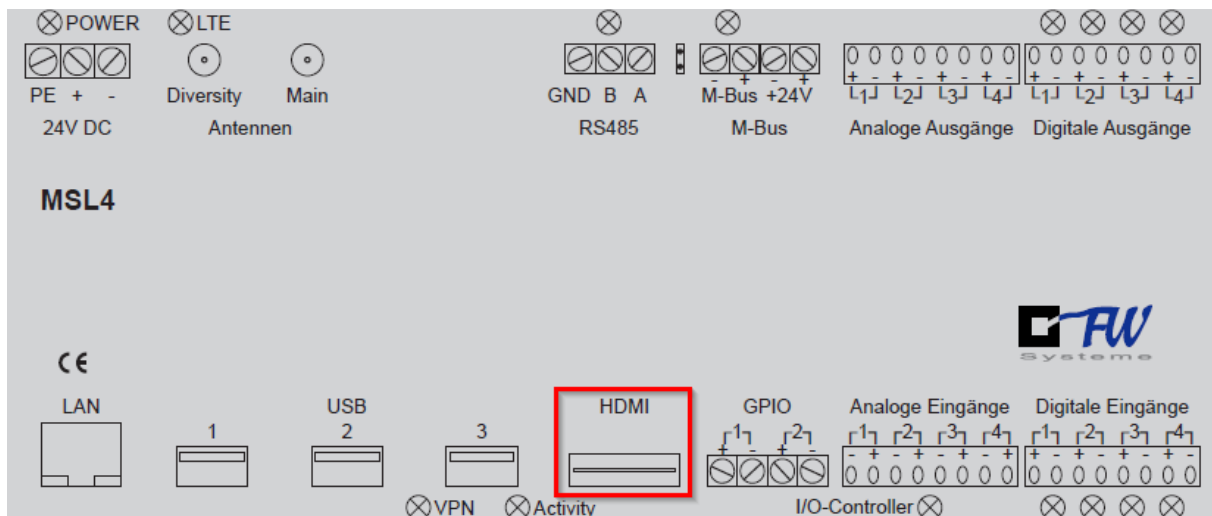 POWER LTE
+ - + - + - + - + - + - + - + - + - + -
PE + - Diversity Main GND B A M-Bus +24V 1 2 3 4 1 2 3 4
24V DC Antennen RS485 M-Bus Analoge Ausgänge Digitale Ausgänge
MSL4
FW
Systeme
CE
LAN USB HDMI GPIO Analoge Eingänge Digitale Eingänge
1 2 3 1 2 1 2 3 4 1 2 3 4
+ - + - - + - + - + - + + - + - + - + -
VPN Activity I/O-Controller